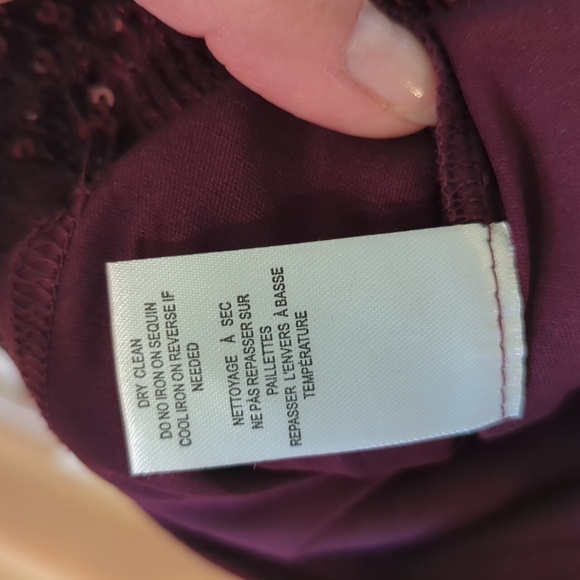 DRY CLEAN
DO NO IRON ON SEQUIN
COOL IRON ON REVERSE IF
NEEDED
NETTOYAGE À SEC
NE PAS REPASSER SUR
PAILLETTES
REPASSER L'ENVERS À BASSE
TEMPÉRATURE